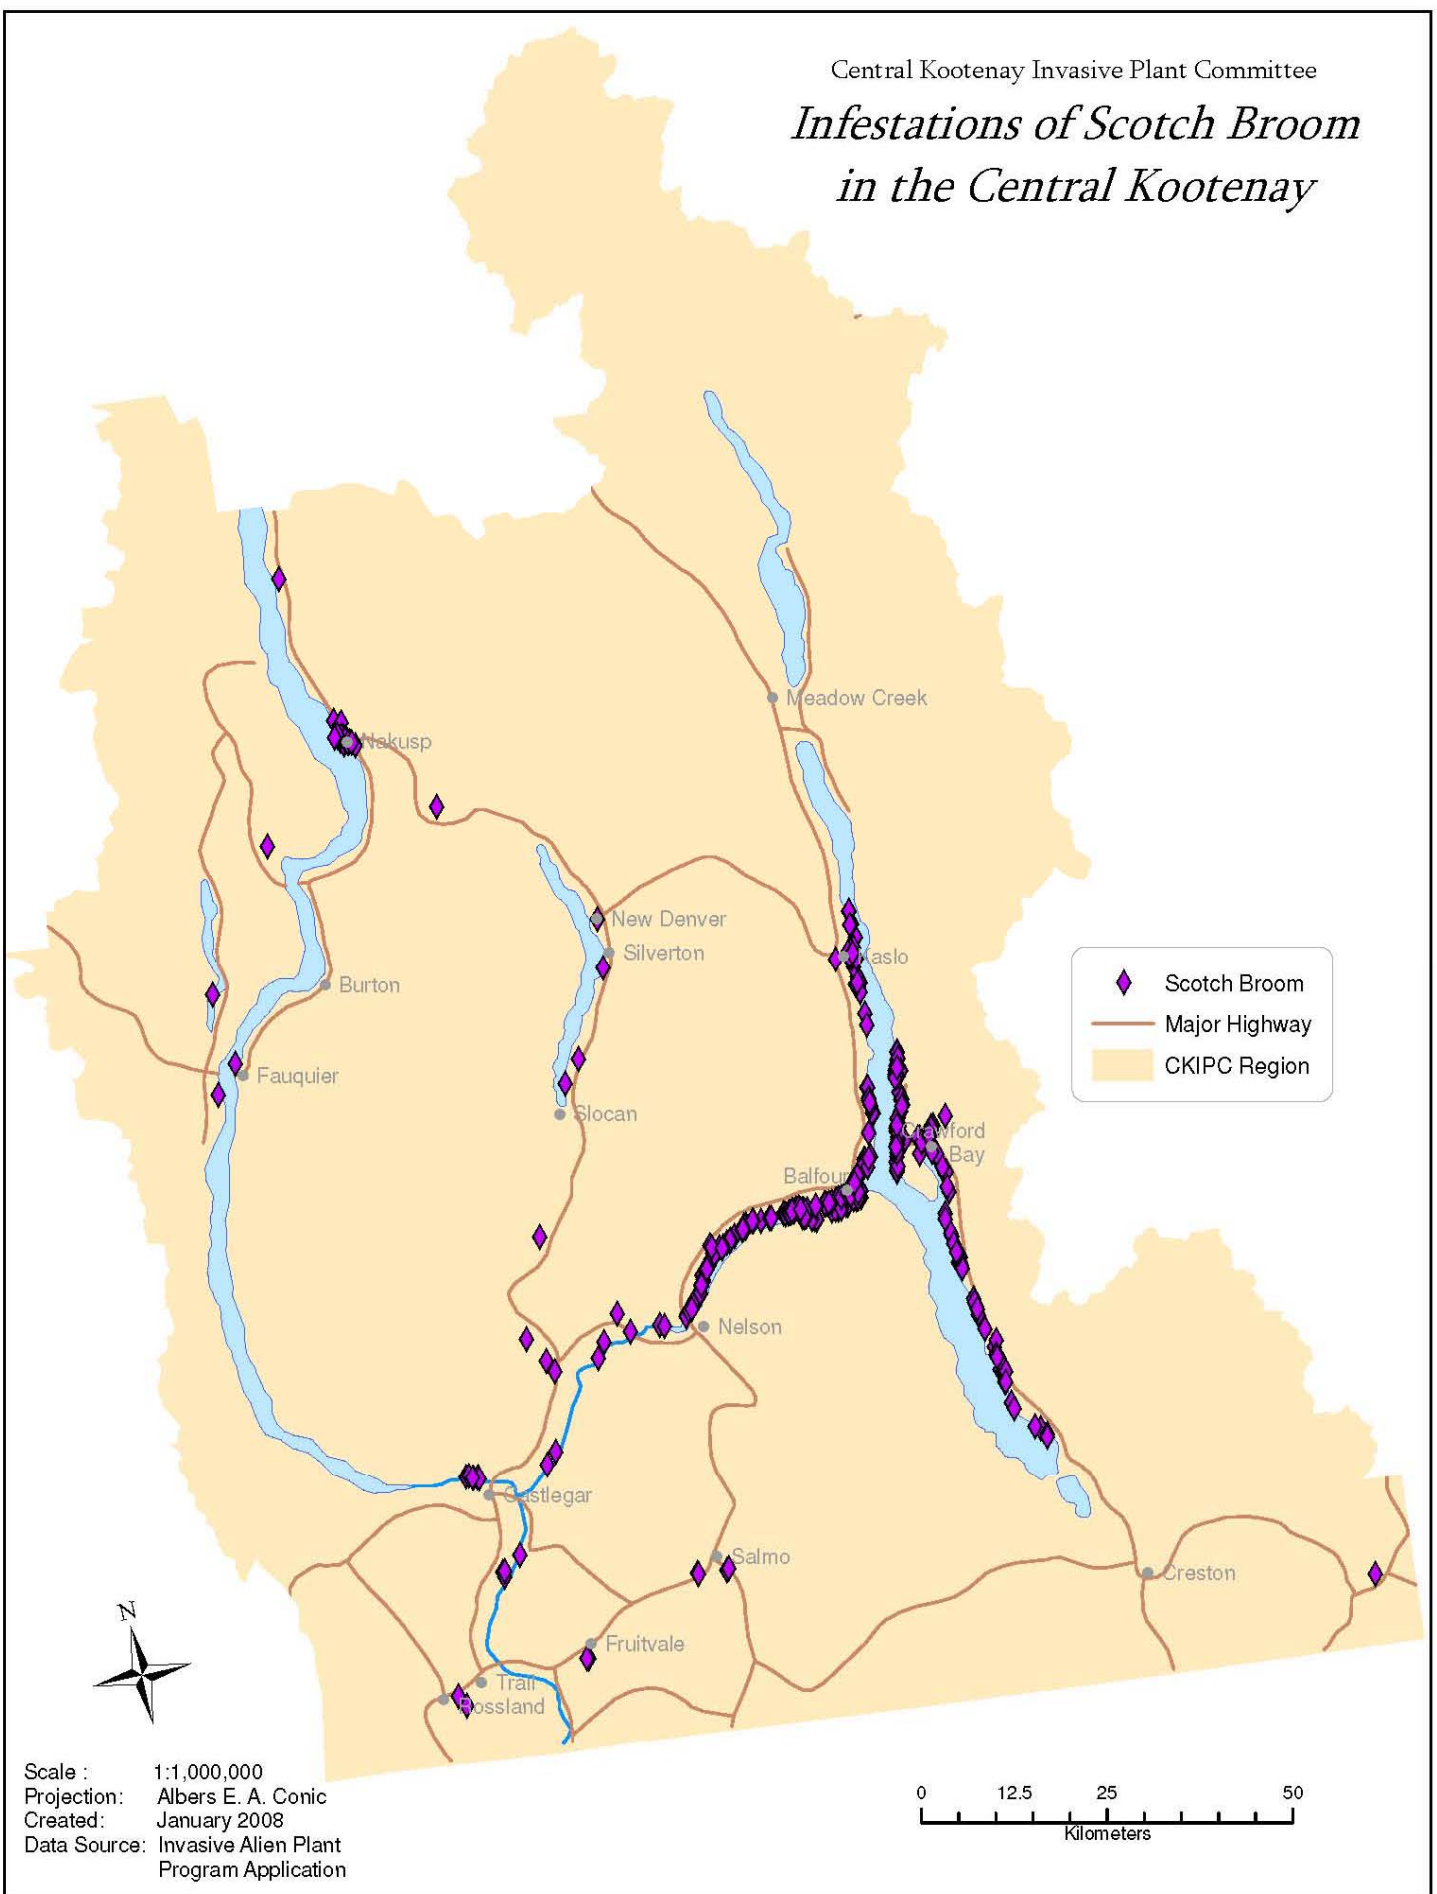 Central Kootenay Invasive Plant Committee
Infestations of Scotch Broom
in the Central Kootenay
Meadow Creek
Nakusp
New Denver
Silverton
Kaslo
Burton
Fauquier
Slocan
Crawford
Bay
Balfour
Nelson
Castlegar
Salmo
Creston
Fruitvale
Trail
Rossland
Scotch Broom
Major Highway
CKIPC Region
N
Scale : 1:1,000,000
Projection: Albers E. A. Conic
Created: January 2008
Data Source: Invasive Alien Plant
Program Application
0 12.5 25 50
Kilometers